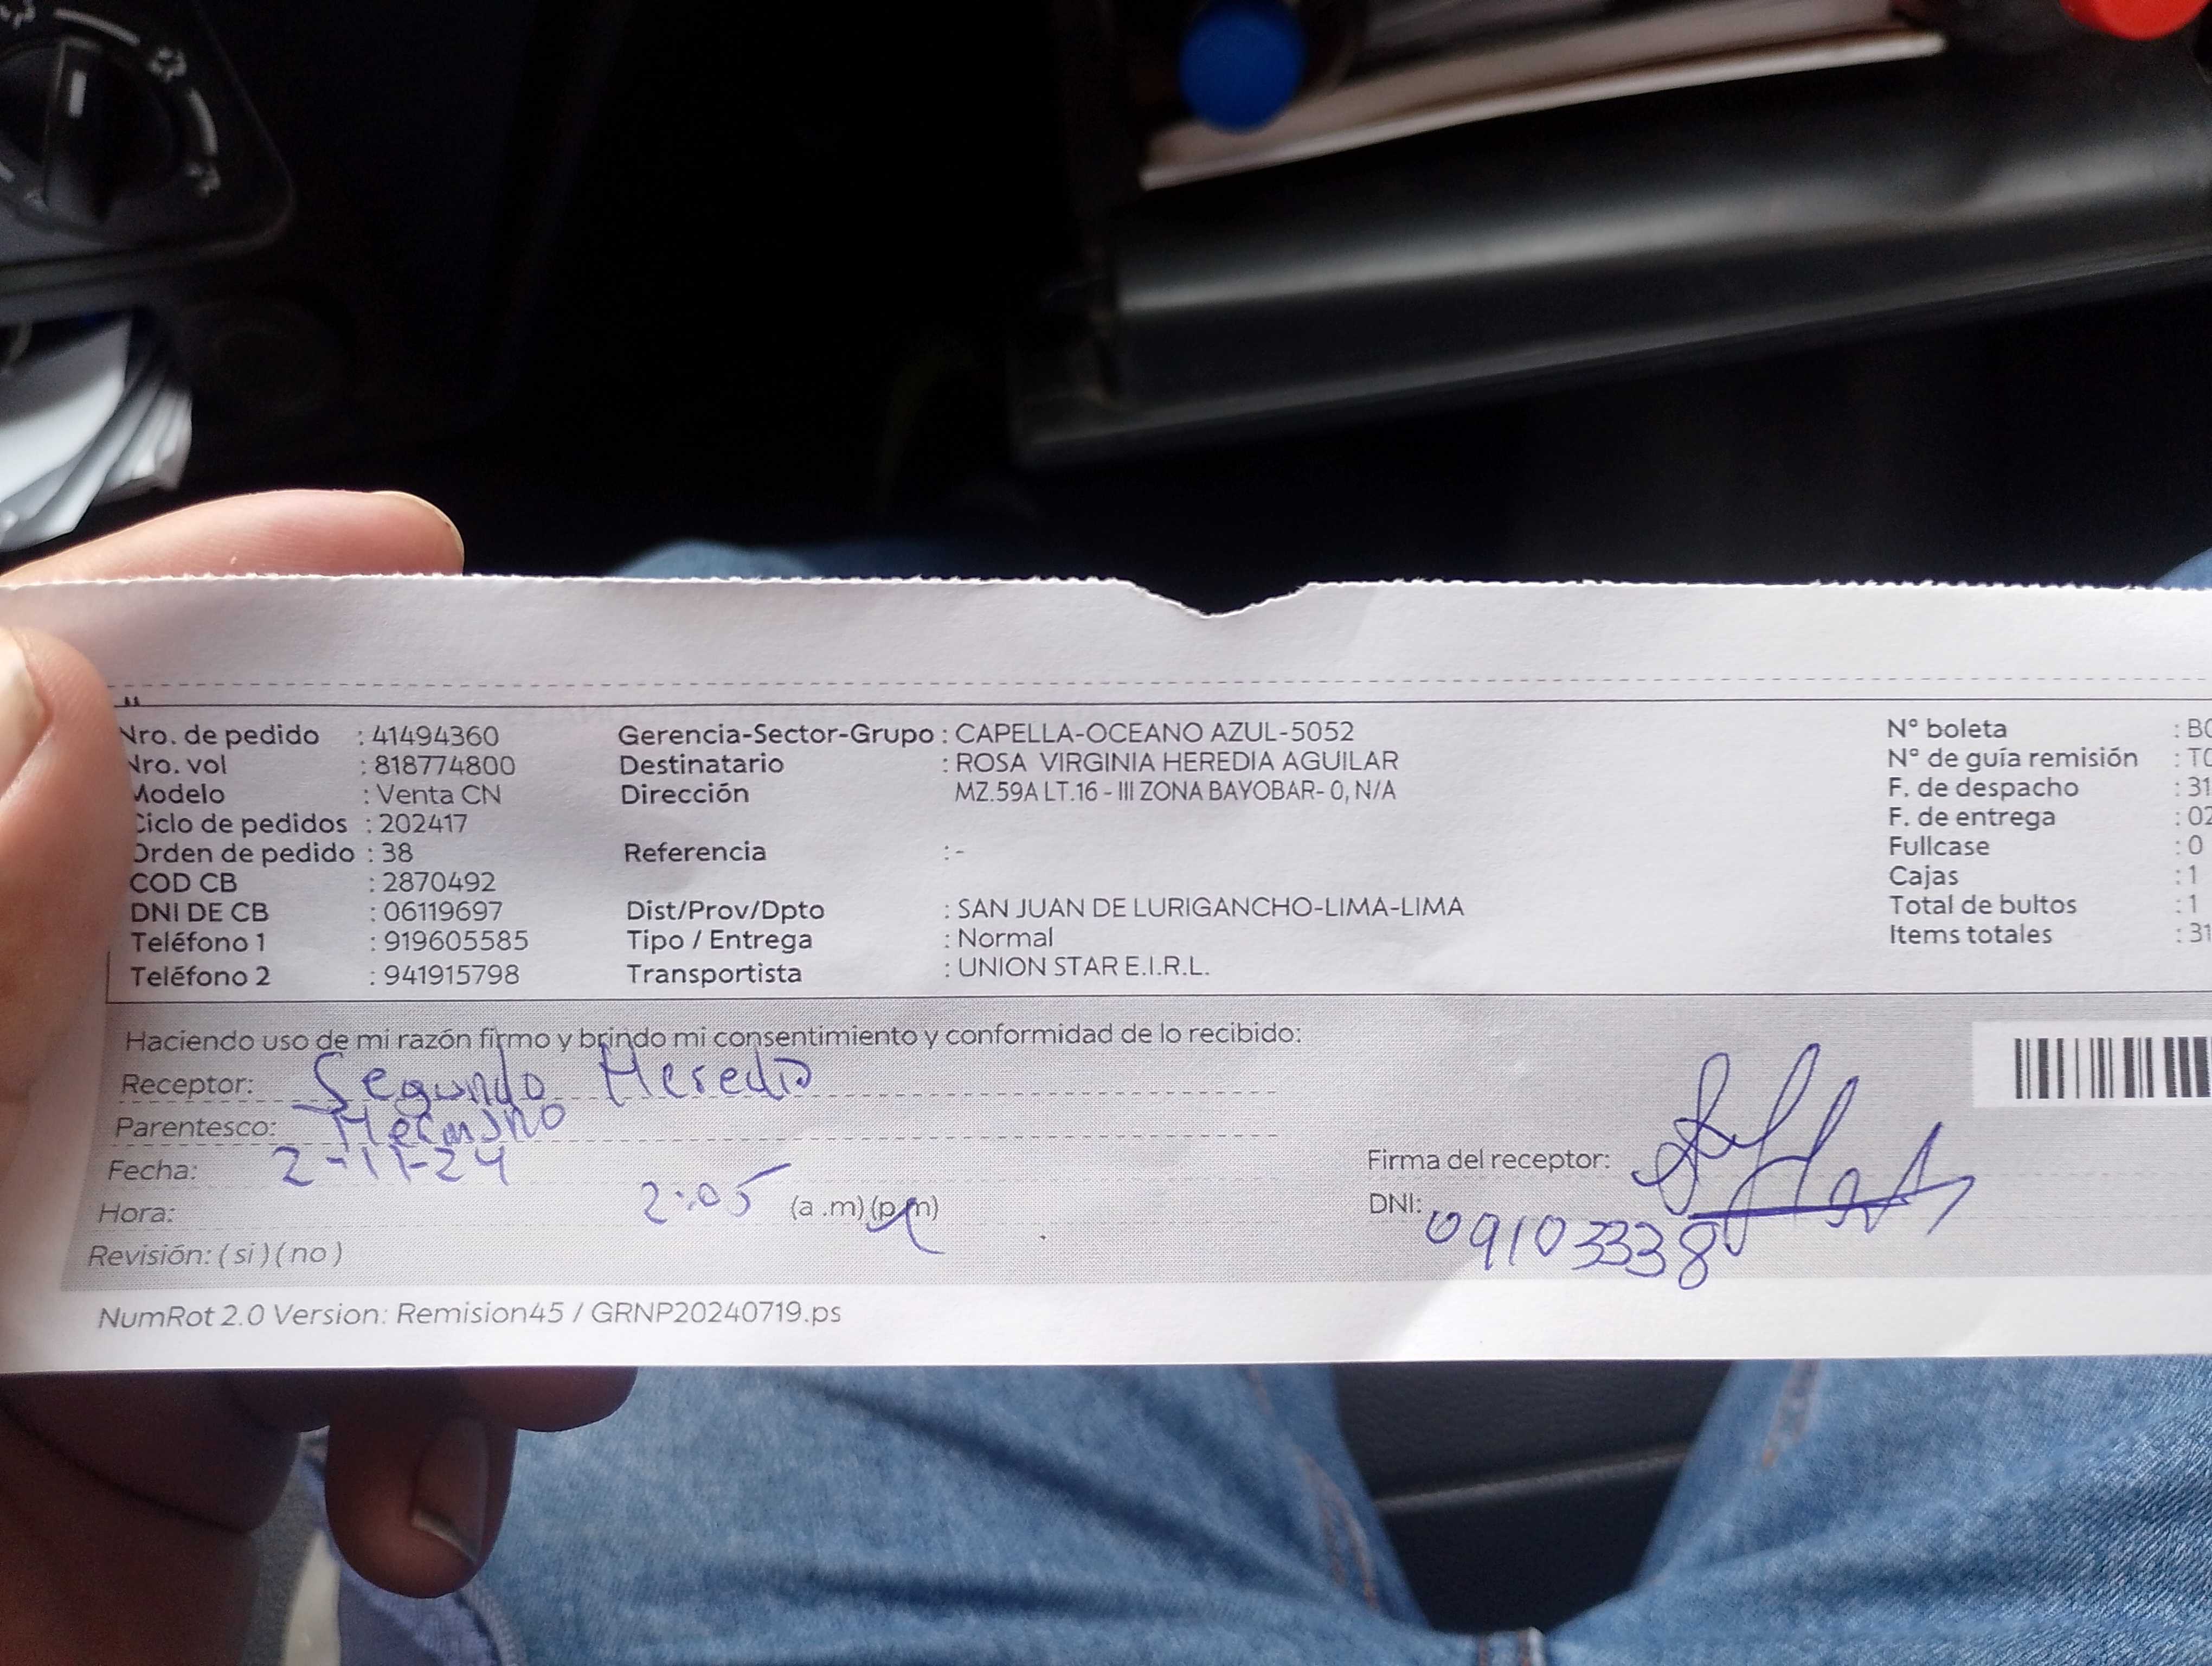 Nro. de pedido : 41494360 Gerencia-Sector-Grupo : CAPELLA-OCEANO AZUL-5052 N° boleta : B0
Nro. vol : 818774800 Destinatario : ROSA VIRGINIA HEREDIA AGUILAR N° de guía remisión : T0
Modelo : Venta CN Dirección MZ.59A LT.16 - III ZONA BAYOBAR- 0, N/A F. de despacho : 31
Ciclo de pedidos : 202417 F. de entrega : 02
Orden de pedido : 38 Referencia : - Fullcase : 0
COD CB : 2870492 Cajas : 1
DNI DE CB : 06119697 Dist/Prov/Dpto : SAN JUAN DE LURIGANCHO-LIMA-LIMA Total de bultos : 1
Teléfono 1 : 919605585 Tipo / Entrega : Normal Items totales : 31
Teléfono 2 : 941915798 Transportista : UNION STAR E.I.R.L.
Haciendo uso de mi razón firmo y brindo mi consentimiento y conformidad de lo recibido:
Receptor: Segundo Heredia
Parentesco: Hermano
Fecha: 2-11-24 Firma del receptor:
Hora: 2:05 (a .m) (p.m) DNI: 09103338
Revisión: ( si ) ( no )
NumRot 2.0 Version: Remision45 / GRNP20240719.ps